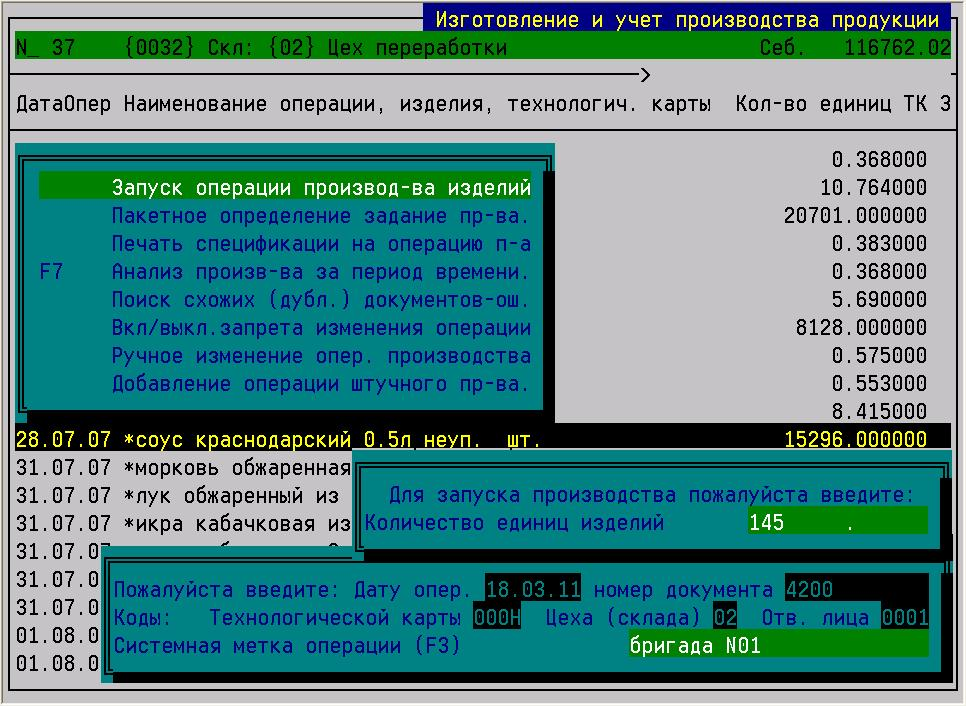 Изготовление и учет производства продукции
N_ 37 {0032} Скл: {02} Цех переработки Себ. 116762.02
ДатаОпер Наименование операции, изделия, технологич. карты Кол-во единиц ТК З
0.368000
Запуск операции производ-ва изделий 10.764000
Пакетное определение задание пр-ва. 20701.000000
Печать спецификации на операцию п-а 0.383000
F7 Анализ произв-ва за период времени. 0.368000
Поиск схожих (дубл.) документов-ош. 5.690000
Вкл/выкл.запрета изменения операции 8128.000000
Ручное изменение опер. производства 0.575000
Добавление операции штучного пр-ва. 0.553000
8.415000
28.07.07 *соус краснодарский 0.5л неуп. шт. 15296.000000
31.07.07 *морковь обжаренная
31.07.07 *лук обжаренный из
Для запуска производства пожалуйста введите:
31.07.07 *икра кабачковая из
Количество единиц изделий 145 .
31.07.07
31.07.0
Пожалуйста введите: Дату опер. 18.03.11 номер документа 4200
31.07.0
Коды: Технологической карты 000H Цеха (склада) 02 Отв. лица 0001
01.08.0
Системная метка операции (F3) бригада N01
01.08.0